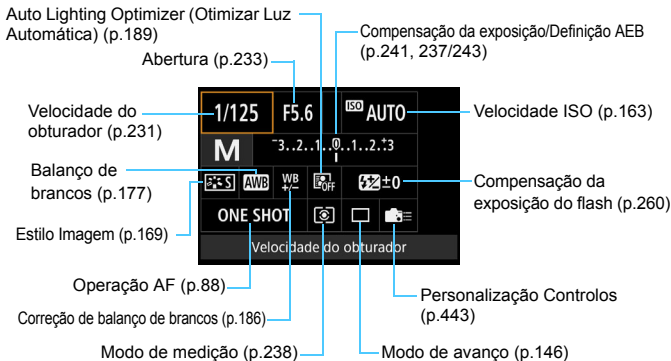 Auto Lighting Optimizer (Otimizar Luz
Automática) (p.189)
Compensação da exposição/Definição AEB
(p.241, 237/243)
Abertura (p.233)
Velocidade do
obturador (p.231)
Velocidade ISO (p.163)
1/125 F5.6 ISO AUTO
M -3..2..1..0..1..2.+3
Balanço de
brancos (p.177)
S AWB WB +/- OFF ±0
Compensação da
exposição do flash (p.260)
ONE SHOT
Estilo Imagem (p.169)
Velocidade do obturador
Operação AF (p.88)
Personalização Controlos
(p.443)
Correção de balanço de brancos (p.186)
Modo de medição (p.238)
Modo de avanço (p.146)